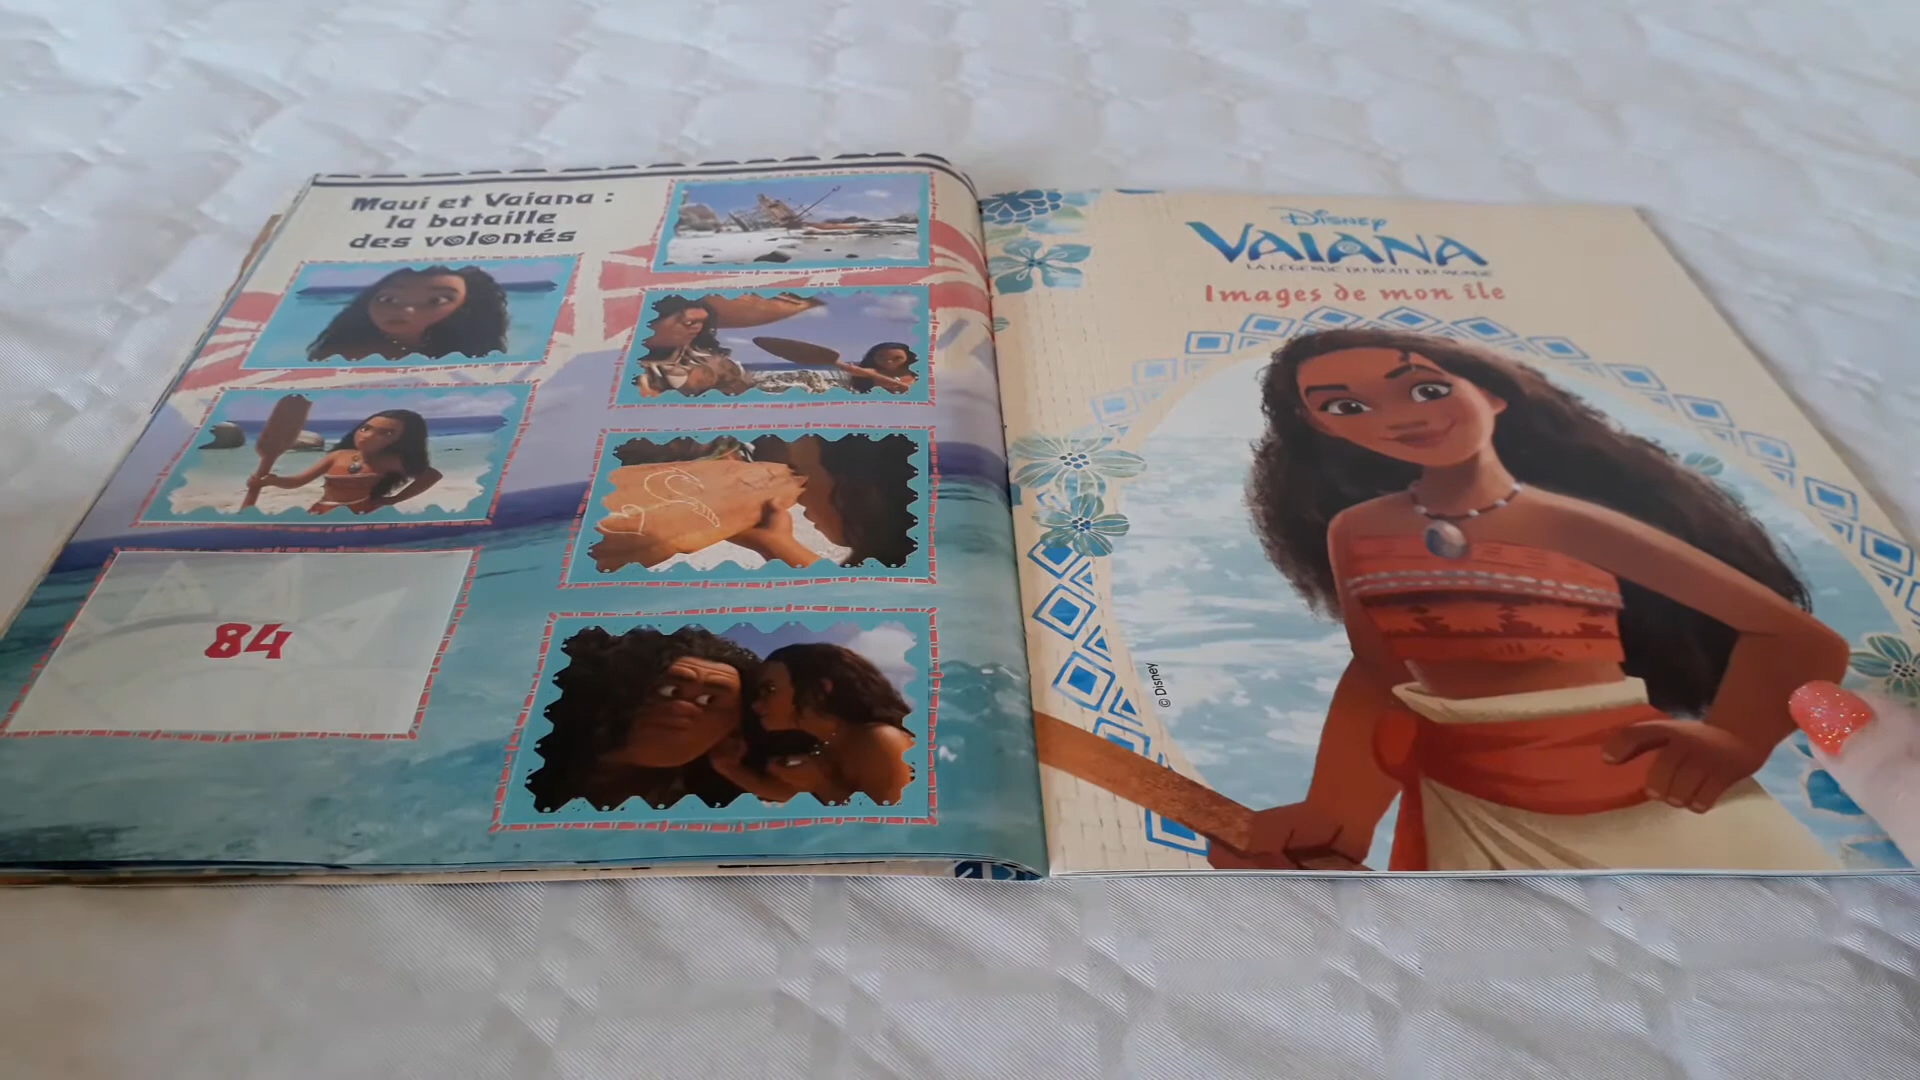 Maui et Vaiana :
la bataille
des volontés
84
Disney
VAIANA
LA LÉGENDE DU BOUT DU MONDE
Images de mon île
© Disney